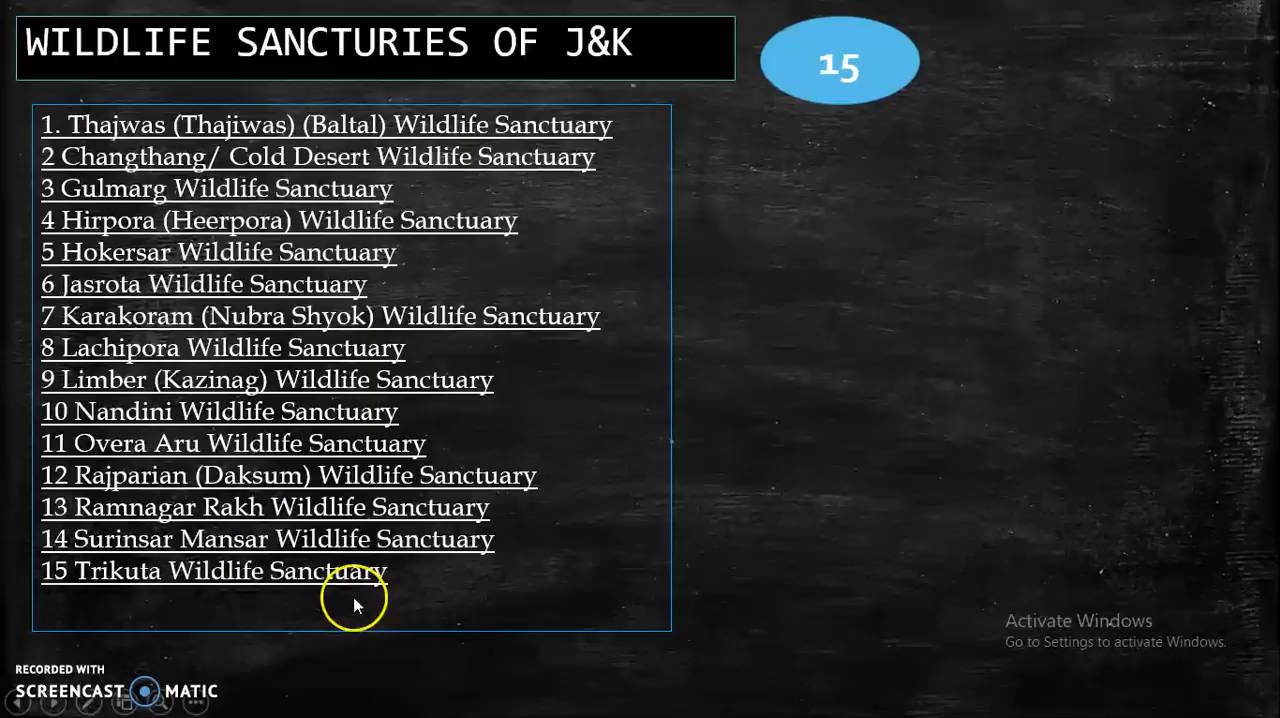 WILDLIFE SANCTURIES OF J&K
15
1. Thajwas (Thajiwas) (Baltal) Wildlife Sanctuary
2 Changthang/ Cold Desert Wildlife Sanctuary
3 Gulmarg Wildlife Sanctuary
4 Hirpora (Heerpora) Wildlife Sanctuary
5 Hokersar Wildlife Sanctuary
6 Jasrota Wildlife Sanctuary
7 Karakoram (Nubra Shyok) Wildlife Sanctuary
8 Lachipora Wildlife Sanctuary
9 Limber (Kazinag) Wildlife Sanctuary
10 Nandini Wildlife Sanctuary
11 Overa Aru Wildlife Sanctuary
12 Rajparian (Daksum) Wildlife Sanctuary
13 Ramnagar Rakh Wildlife Sanctuary
14 Surinsar Mansar Wildlife Sanctuary
15 Trikuta Wildlife Sanctuary
Activate Windows
Go to Settings to activate Windows.
RECORDED WITH
SCREENCAST MATIC